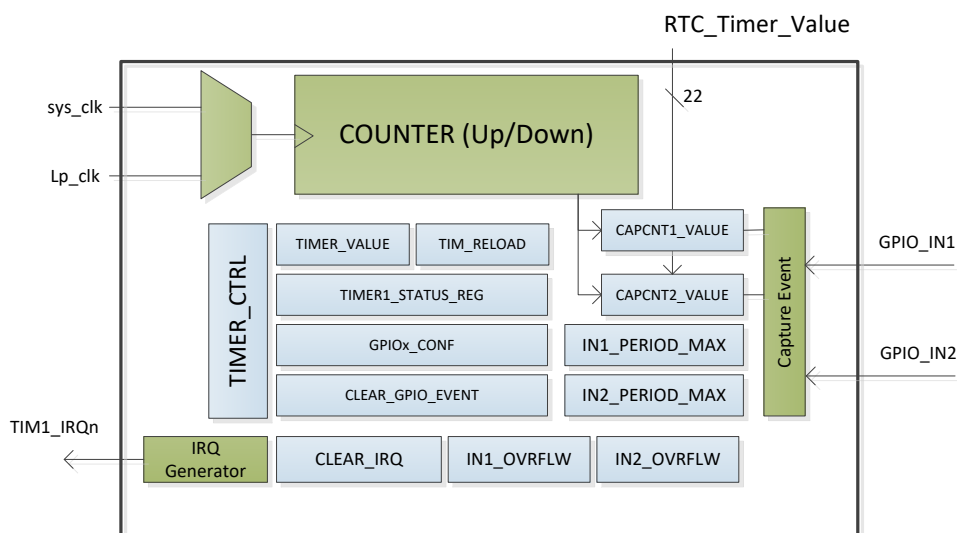 RTC_Timer_Value
22
sys_clk
COUNTER (Up/Down)
Lp_clk
CAPCNT1_VALUE
TIMER_VALUE
TIM_RELOAD
GPIO_IN1
TIMER_CTRL
TIMER1_STATUS_REG
CAPCNT2_VALUE
Capture Event
GPIOx_CONF
IN1_PERIOD_MAX
GPIO_IN2
CLEAR_GPIO_EVENT
IN2_PERIOD_MAX
TIM1_IRQn
IRQ
Generator
CLEAR_IRQ
IN1_OVRFLW
IN2_OVRFLW